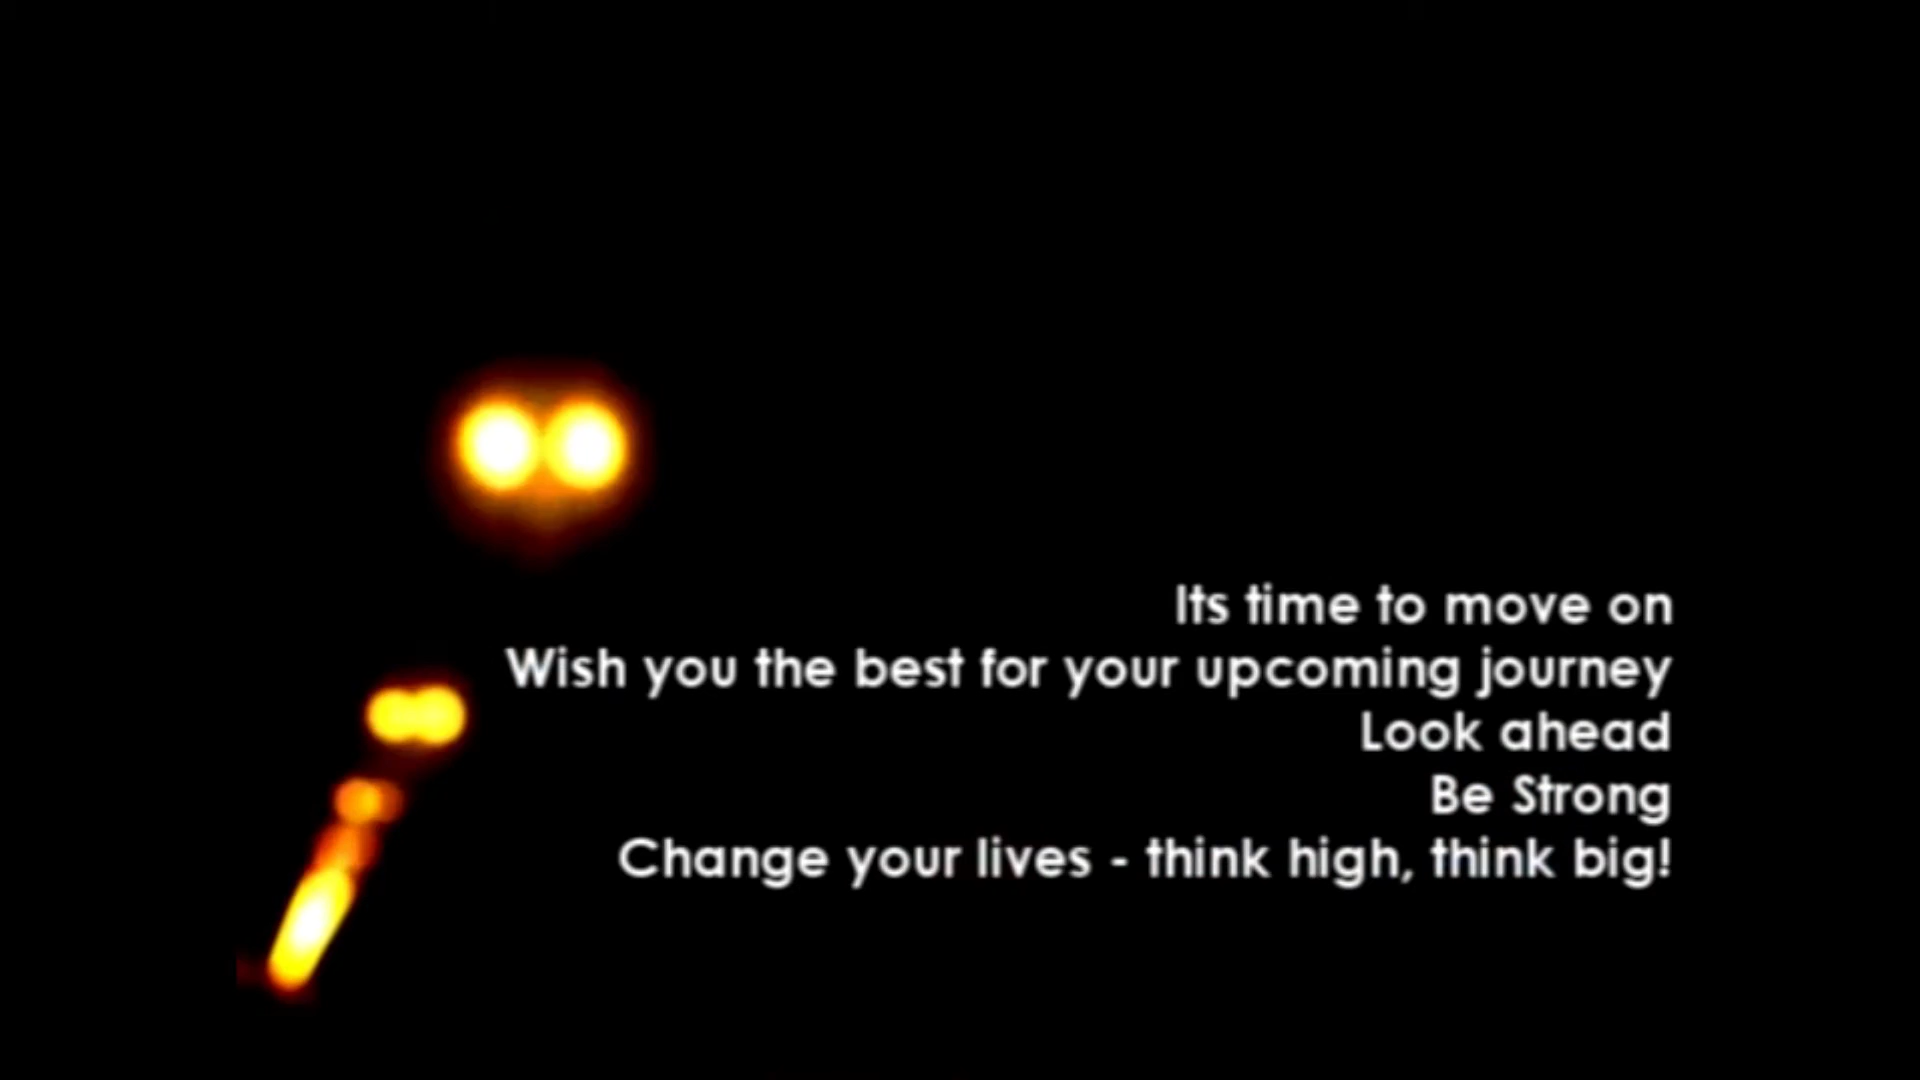 Its time to move on
Wish you the best for your upcoming journey
Look ahead
Be Strong
Change your lives - think high, think big!